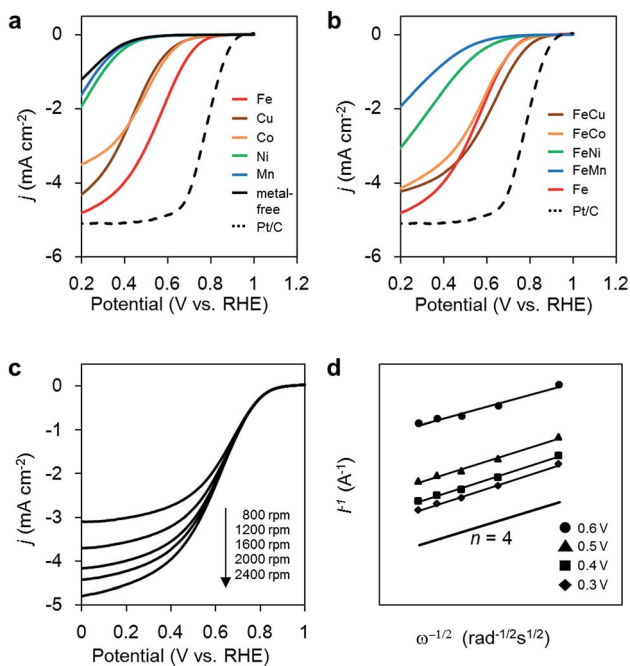 a
0
-2
-4
-6
j (mA cm⁻²)
0.2 0.4 0.6 0.8 1.0 1.2
Potential (V vs. RHE)
Fe
Cu
Co
Ni
Mn
metal-
free
Pt/C
b
0
-2
-4
-6
j (mA cm⁻²)
0.2 0.4 0.6 0.8 1.0 1.2
Potential (V vs. RHE)
FeCu
FeCo
FeNi
FeMn
Fe
Pt/C
c
0
-1
-2
-3
-4
-5
j (mA cm⁻²)
0 0.2 0.4 0.6 0.8 1
Potential (V vs. RHE)
800 rpm
1200 rpm
1600 rpm
2000 rpm
2400 rpm
d
I⁻¹ (A⁻¹)
n = 4
0.6 V
0.5 V
0.4 V
0.3 V
ω⁻¹/² (rad⁻¹/²s¹/²)